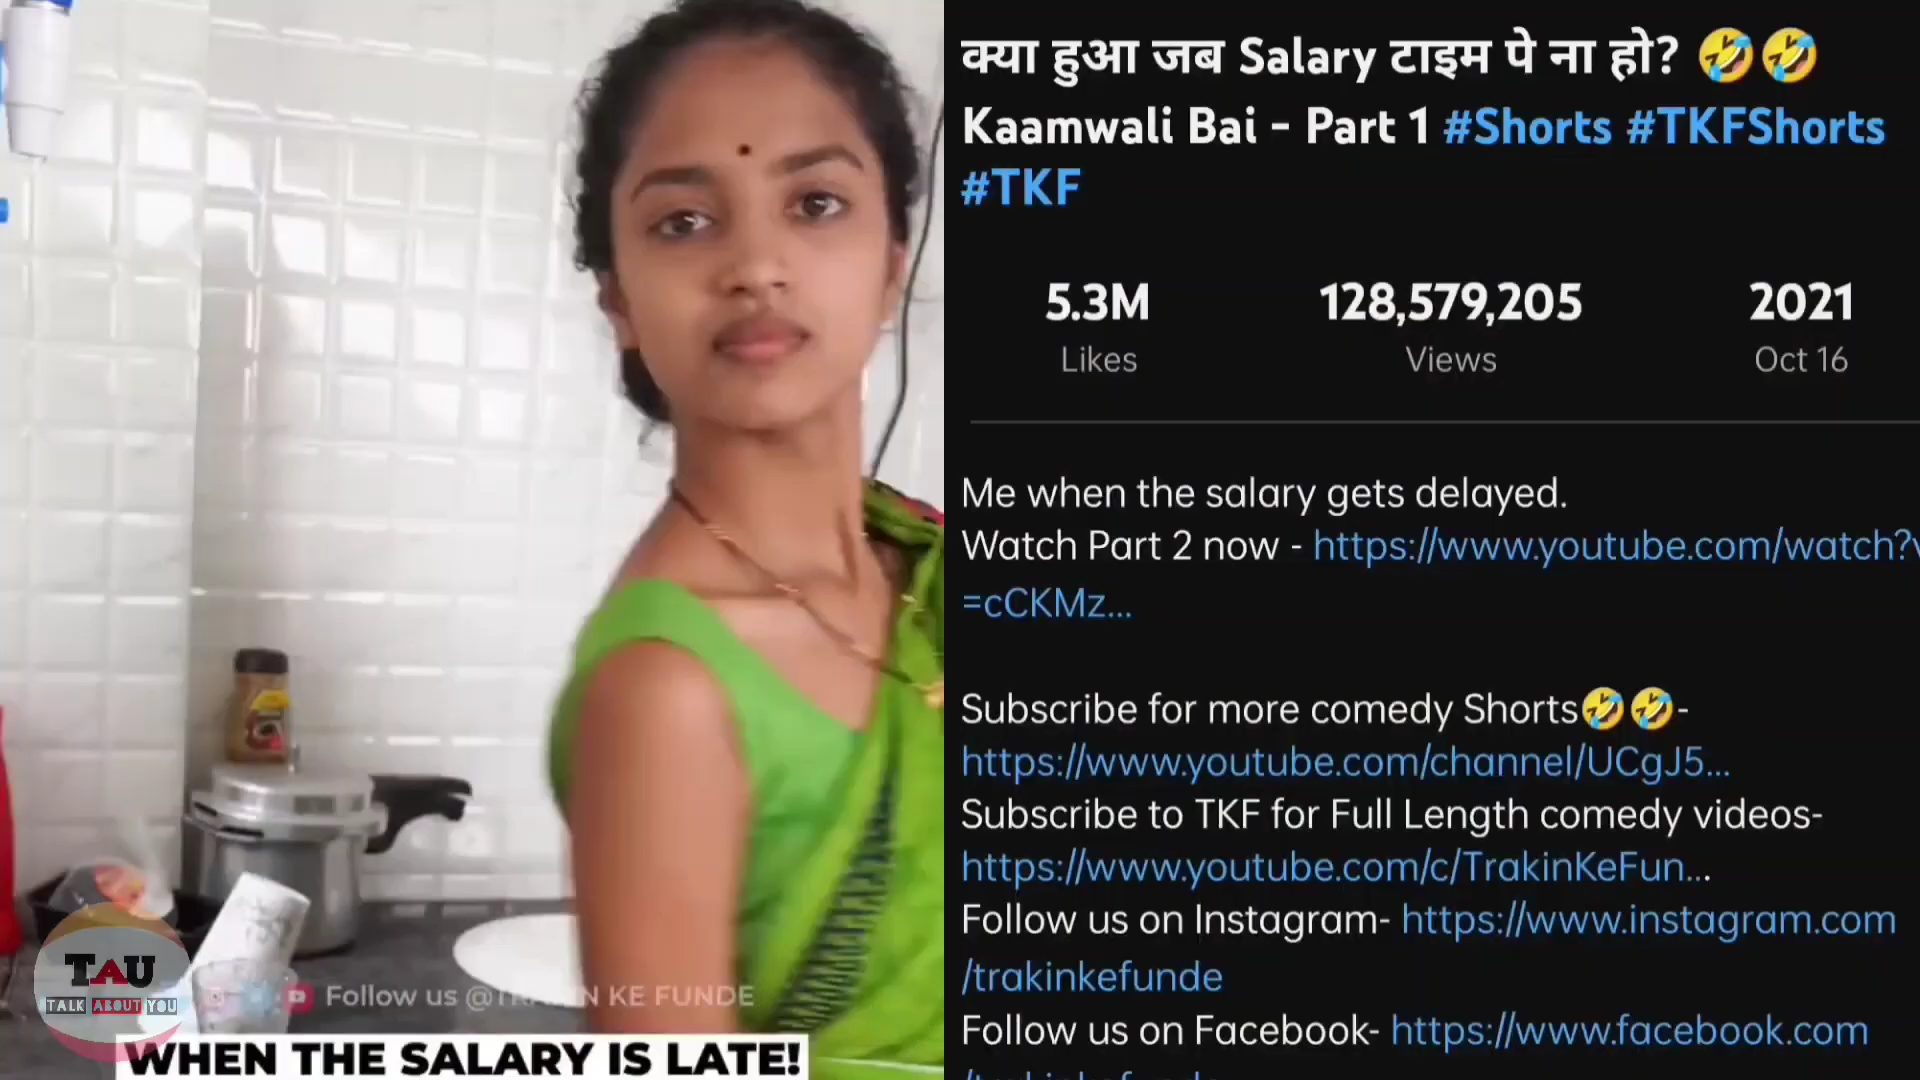 क्या हुआ जब Salary टाइम पे ना हो? 🤣🤣
Kaamwali Bai - Part 1 #Shorts #TKFShorts
#TKF
5.3M
Likes
128,579,205
Views
2021
Oct 16
Me when the salary gets delayed.
Watch Part 2 now - https://www.youtube.com/watch?v
=cCKMz...
Subscribe for more comedy Shorts🤣🤣-
https://www.youtube.com/channel/UCgJ5...
Subscribe to TKF for Full Length comedy videos-
https://www.youtube.com/c/TrakinKeFun...
Follow us on Instagram- https://www.instagram.com
/trakinkefunde
Follow us on Facebook- https://www.facebook.com
TAU
TALK ABOUT YOU
Follow us @TRAKIN KE FUNDE
WHEN THE SALARY IS LATE!